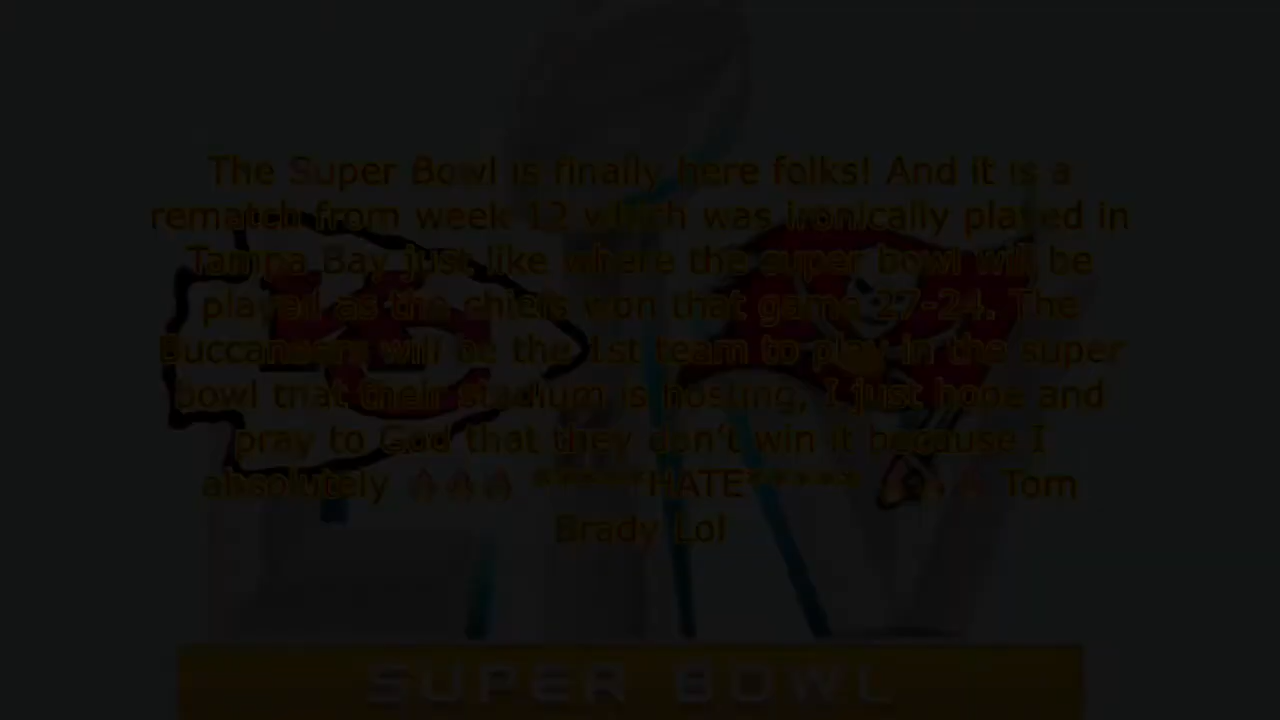 The Super Bowl is finally here folks! And it is a
rematch from week 12 which was ironically played in
Tampa Bay just like where the super bowl will be
played as the chiefs won that game 27-24. The
Buccaneers will be the 1st team to play in the super
bowl that their stadium is hosting, I just hope and
pray to God that they don't win it because I
absolutely 🔥🔥🔥 ******HATE****** 🔥🔥🔥 Tom
Brady Lol
KC
SUPER BOWL